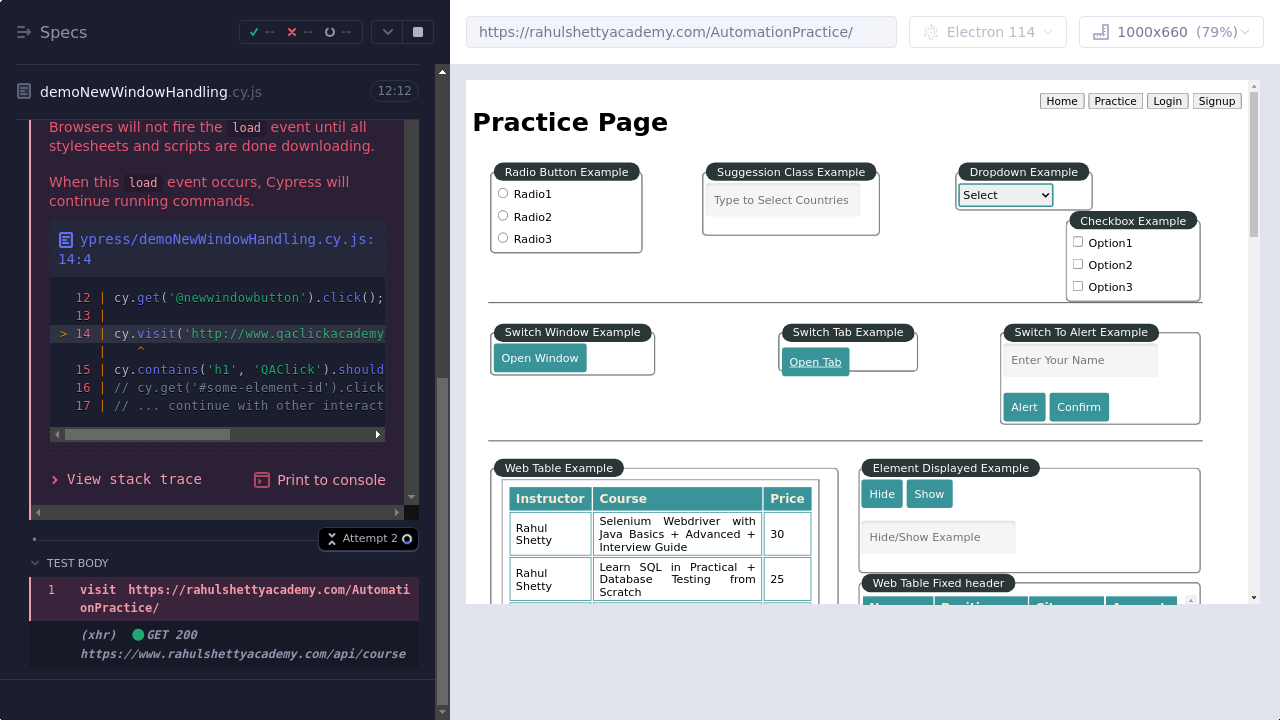 Specs
--
--
--
demoNewWindowHandling.cy.js
12:12
Browsers will not fire the load event until all
stylesheets and scripts are done downloading.
When this load event occurs, Cypress will
continue running commands.
ypress/demoNewWindowHandling.cy.js:
14:4
12 | cy.get('@newwindowbutton').click();
13 |
> 14 | cy.visit('http://www.qaclickacademy
| ^
15 | cy.contains('h1', 'QAClick').should
16 | // cy.get('#some-element-id').click
17 | // ... continue with other interact
View stack trace
Print to console
Attempt 2
TEST BODY
1 visit https://rahulshettyacademy.com/Automati
onPractice/
(xhr) GET 200
https://www.rahulshettyacademy.com/api/course
https://rahulshettyacademy.com/AutomationPractice/
Electron 114
1000x660 (79%)
Home Practice Login Signup
Practice Page
Radio Button Example
Radio1
Radio2
Radio3
Suggession Class Example
Type to Select Countries
Dropdown Example
Select
Checkbox Example
Option1
Option2
Option3
Switch Window Example
Open Window
Switch Tab Example
Open Tab
Switch To Alert Example
Enter Your Name
Alert Confirm
Web Table Example
Instructor Course Price
Rahul
Shetty
Selenium Webdriver with
Java Basics + Advanced +
Interview Guide
30
Rahul
Shetty
Learn SQL in Practical +
Database Testing from
Scratch
25
Element Displayed Example
Hide Show
Hide/Show Example
Web Table Fixed header